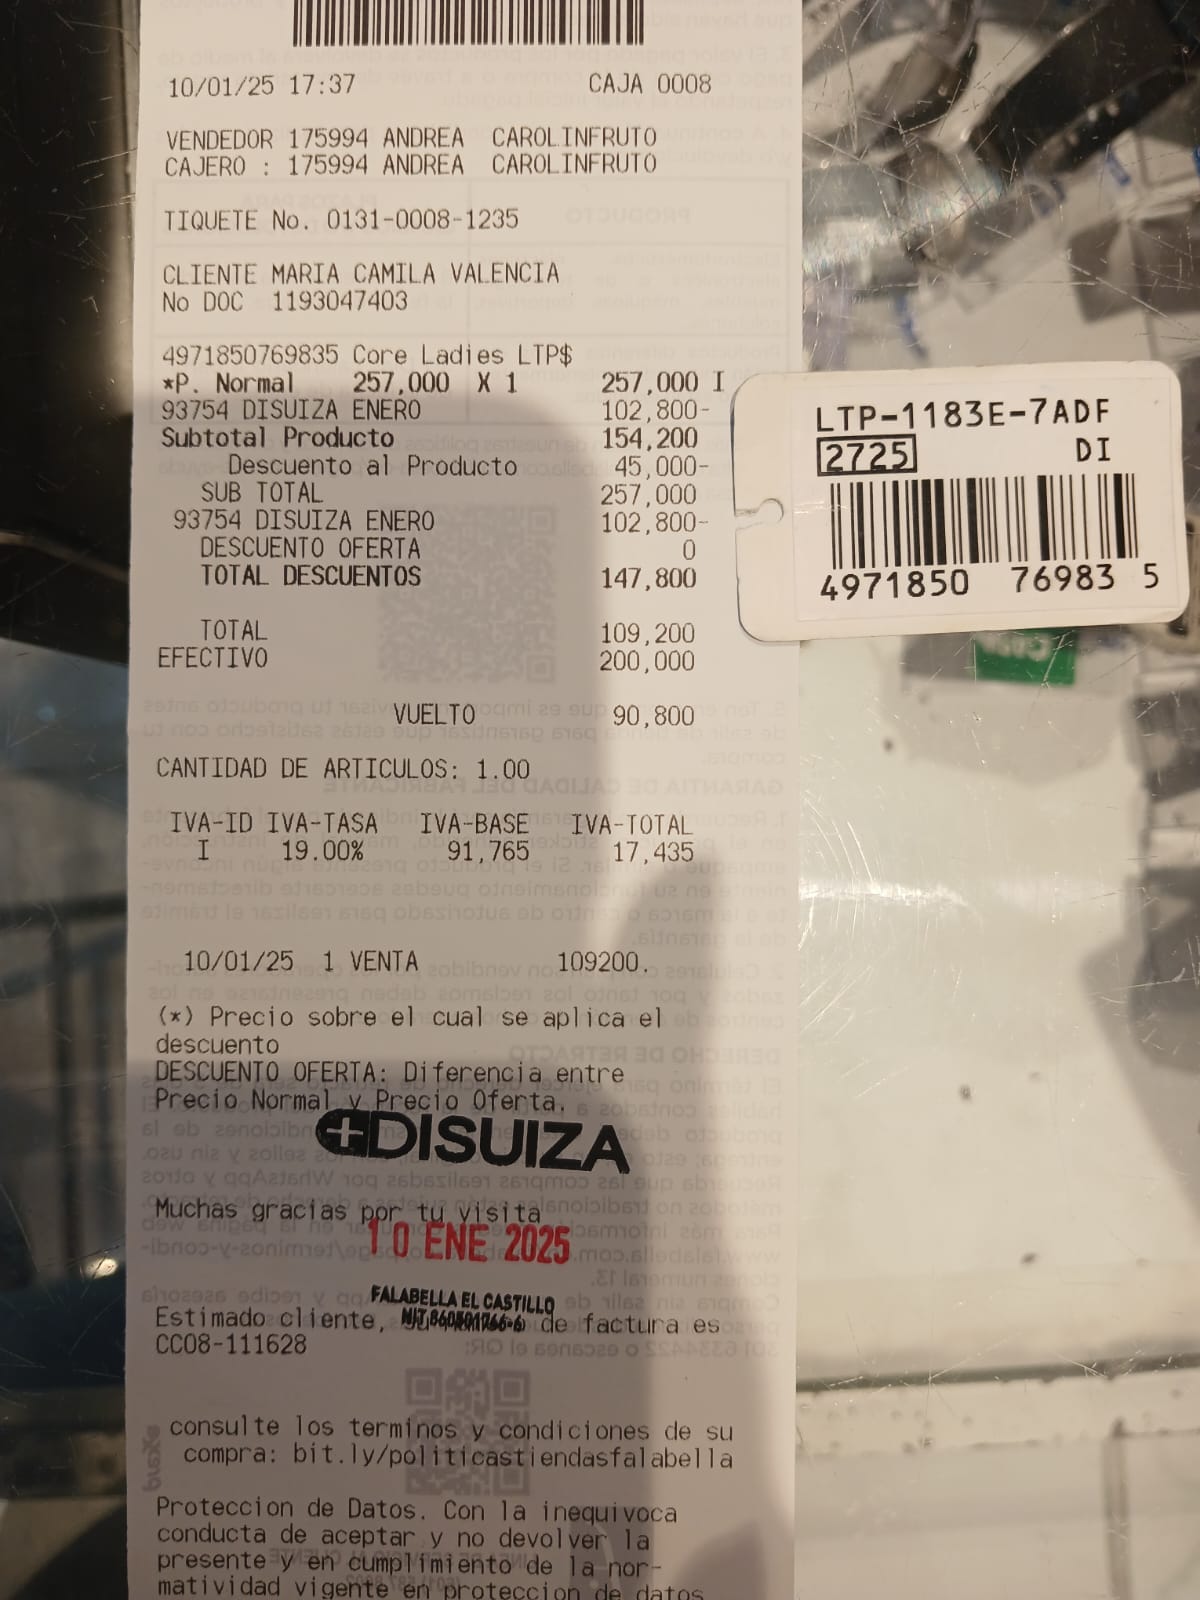 10/01/25 17:37 CAJA 0008
VENDEDOR 175994 ANDREA CAROLINFRUTO
CAJERO : 175994 ANDREA CAROLINFRUTO
TIQUETE No. 0131-0008-1235
CLIENTE MARIA CAMILA VALENCIA
No DOC 1193047403
4971850769835 Core Ladies LTP$
*P. Normal 257,000 X 1 257,000 I
93754 DISUIZA ENERO 102,800-
Subtotal Producto 154,200
Descuento al Producto 45,000-
SUB TOTAL 257,000
93754 DISUIZA ENERO 102,800-
DESCUENTO OFERTA 0
TOTAL DESCUENTOS 147,800
TOTAL 109,200
EFECTIVO 200,000
VUELTO 90,800
CANTIDAD DE ARTICULOS: 1.00
IVA-ID IVA-TASA IVA-BASE IVA-TOTAL
I 19.00% 91,765 17,435
10/01/25 1 VENTA 109200.
(*) Precio sobre el cual se aplica el
descuento
DESCUENTO OFERTA: Diferencia entre
Precio Normal y Precio Oferta.
DISUIZA
Muchas gracias por tu visita
10 ENE 2025
FALABELLA EL CASTILLO
NIT.
Estimado cliente, de factura es
CC08-111628
consulte los terminos y condiciones de su
compra: bit.ly/politicastiendasfalabella
Proteccion de Datos. Con la inequivoca
conducta de aceptar y no devolver la
presente y en cumplimiento de la nor-
matividad vigente en proteccion de datos
LTP-1183E-7ADF
2725 DI
4971850 76983 5